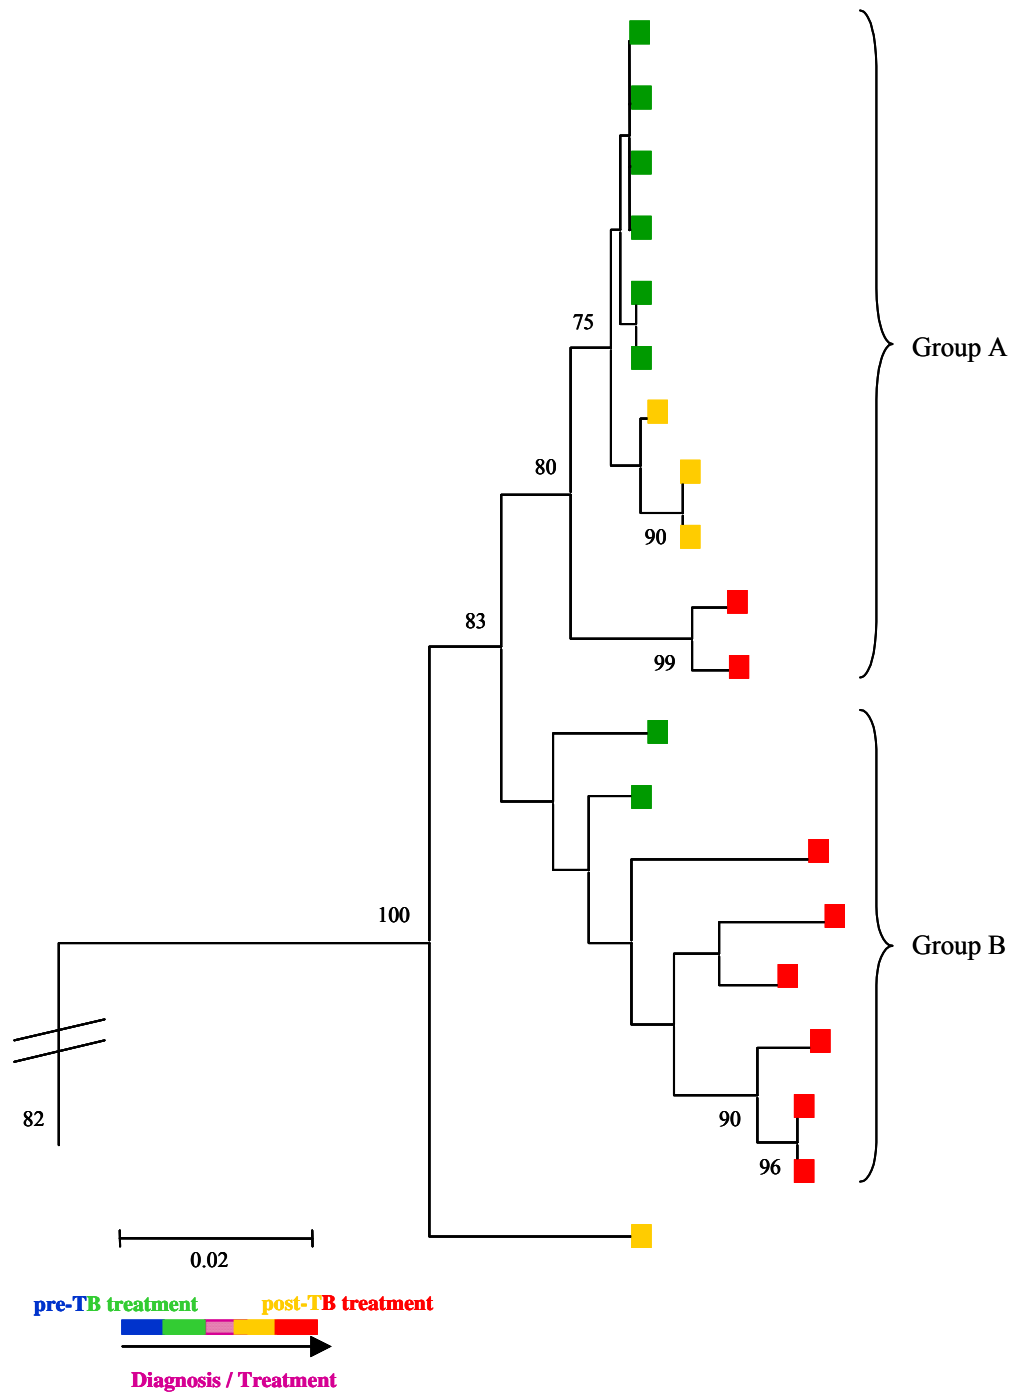 75
Group A
80
90
83
99
100
Group B
82
90
96
0.02
pre-TB treatment
post-TB treatment
Diagnosis / Treatment